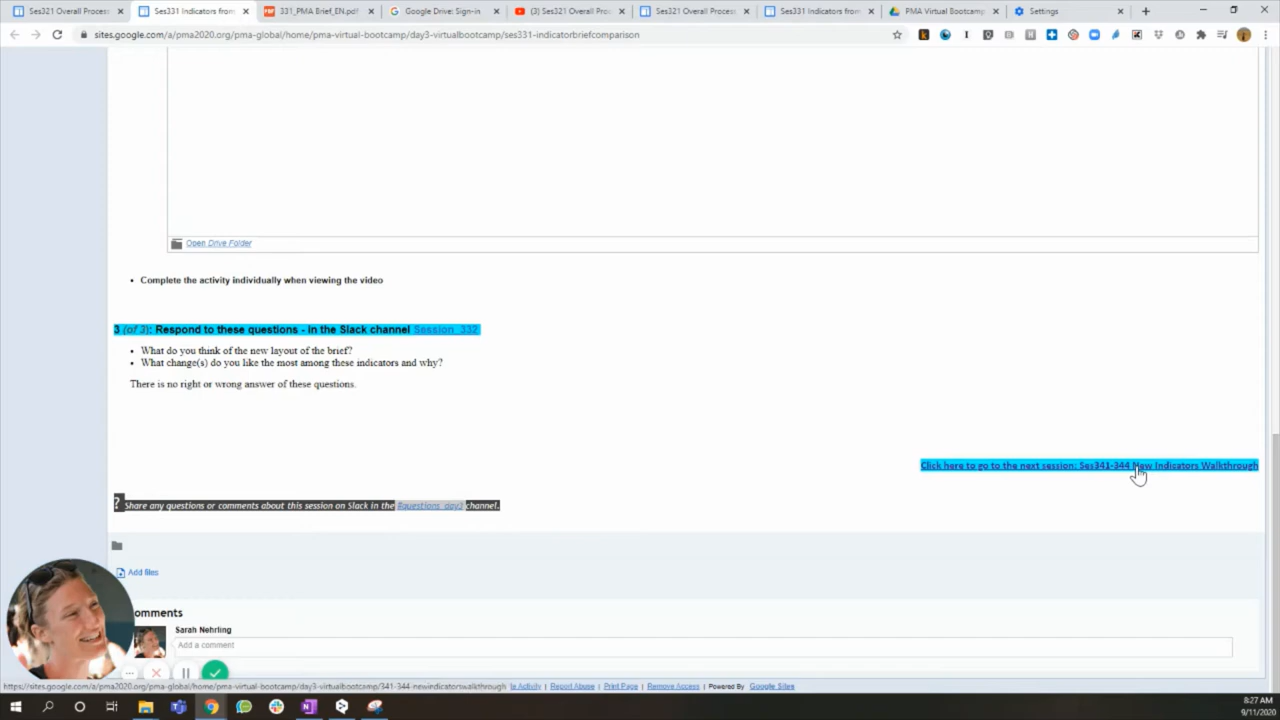 Ses321 Overall Process
Ses331 Indicators from
331_PMA Brief_EN.pdf
Google Drive: Sign-in
(3) Ses321 Overall Pro
Ses321 Overall Process
Ses331 Indicators from
PMA Virtual Bootcamp
Settings
sites.google.com/a/pma2020.org/pma-global/home/pma-virtual-bootcamp/day3-virtualbootcamp/ses331-indicatorbriefcomparison
Open Drive Folder
• Complete the activity individually when viewing the video
3 (of 3): Respond to these questions - in the Slack channel Session_332
• What do you think of the new layout of the brief?
• What change(s) do you like the most among these indicators and why?
There is no right or wrong answer of these questions.
Click here to go to the next session: Ses341-344 New Indicators Walkthrough
? Share any questions or comments about this session on Slack in the #questions_day3 channel.
Add files
omments
Sarah Nehrling
Add a comment
https://sites.google.com/a/pma2020.org/pma-global/home/pma-virtual-bootcamp/day3-virtualbootcamp/341-344-newindicatorswalkthrough
Activity | Report Abuse | Print Page | Remove Access | Powered By Google Sites
8:27 AM
9/11/2020